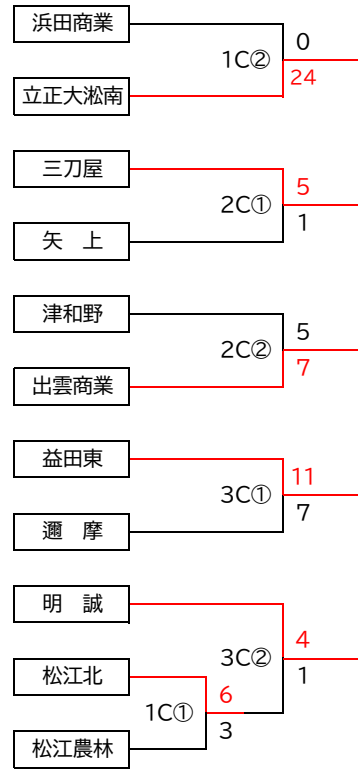 浜田商業
0
1C②
24
立正大淞南
三刀屋
5
2C①
1
矢　上
津和野
5
2C②
7
出雲商業
益田東
11
3C①
7
邇　摩
明　誠
4
3C②
1
松江北
6
1C①
3
松江農林